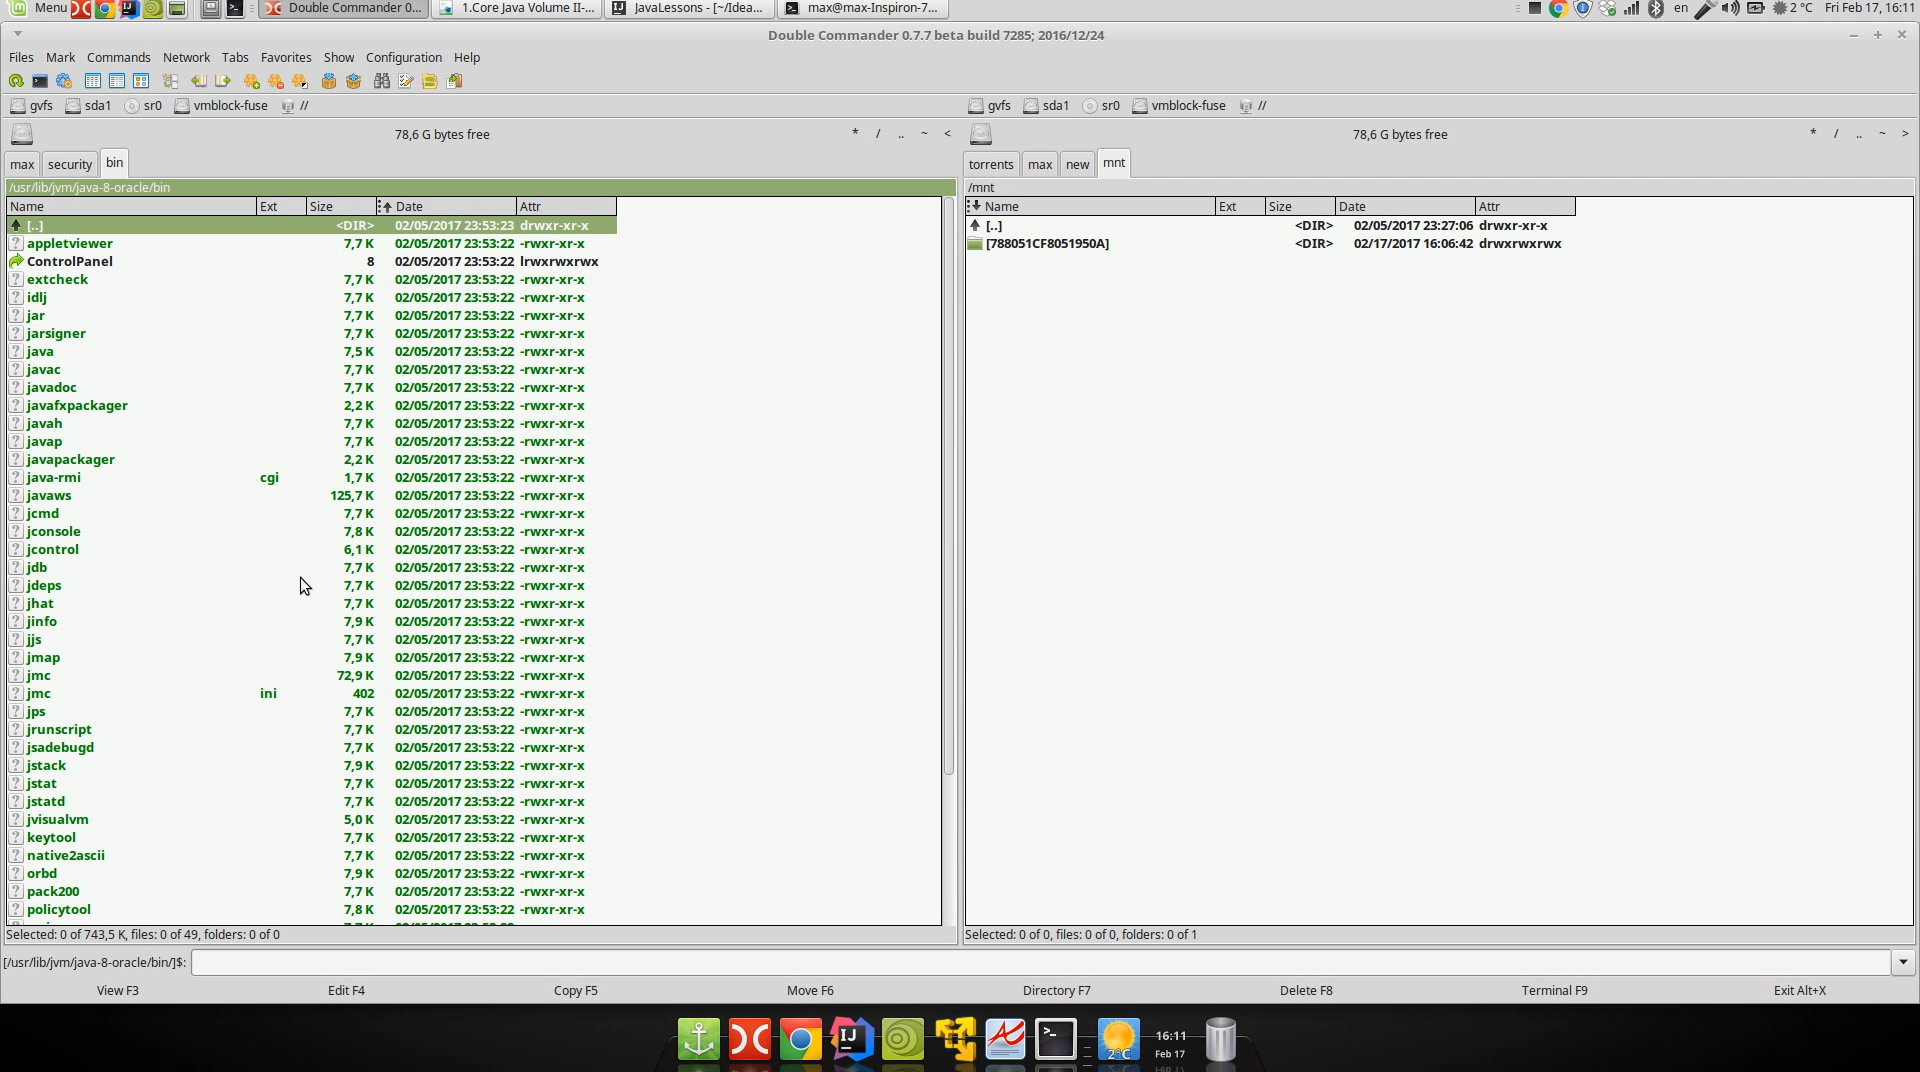 Menu Double Commander 0... 1.Core Java Volume II-... JavaLessons - [~/Idea... max@max-Inspiron-7... en 2 °C Fri Feb 17, 16:11
Double Commander 0.7.7 beta build 7285; 2016/12/24
Files Mark Commands Network Tabs Favorites Show Configuration Help
gvfs sda1 sr0 vmblock-fuse // gvfs sda1 sr0 vmblock-fuse //
78,6 G bytes free * / .. ~ < 78,6 G bytes free * / .. ~ >
max security bin torrents max new mnt
/usr/lib/jvm/java-8-oracle/bin /mnt
Name Ext Size Date Attr Name Ext Size Date Attr
[..] <DIR> 02/05/2017 23:53:23 drwxr-xr-x [..] <DIR> 02/05/2017 23:27:06 drwxr-xr-x
appletviewer 7,7 K 02/05/2017 23:53:22 -rwxr-xr-x [788051CF8051950A] <DIR> 02/17/2017 16:06:42 drwxrwxrwx
ControlPanel 8 02/05/2017 23:53:22 lrwxrwxrwx
extcheck 7,7 K 02/05/2017 23:53:22 -rwxr-xr-x
idlj 7,7 K 02/05/2017 23:53:22 -rwxr-xr-x
jar 7,7 K 02/05/2017 23:53:22 -rwxr-xr-x
jarsigner 7,7 K 02/05/2017 23:53:22 -rwxr-xr-x
java 7,5 K 02/05/2017 23:53:22 -rwxr-xr-x
javac 7,7 K 02/05/2017 23:53:22 -rwxr-xr-x
javadoc 7,7 K 02/05/2017 23:53:22 -rwxr-xr-x
javafxpackager 2,2 K 02/05/2017 23:53:22 -rwxr-xr-x
javah 7,7 K 02/05/2017 23:53:22 -rwxr-xr-x
javap 7,7 K 02/05/2017 23:53:22 -rwxr-xr-x
javapackager 2,2 K 02/05/2017 23:53:22 -rwxr-xr-x
java-rmi cgi 1,7 K 02/05/2017 23:53:22 -rwxr-xr-x
javaws 125,7 K 02/05/2017 23:53:22 -rwxr-xr-x
jcmd 7,7 K 02/05/2017 23:53:22 -rwxr-xr-x
jconsole 7,8 K 02/05/2017 23:53:22 -rwxr-xr-x
jcontrol 6,1 K 02/05/2017 23:53:22 -rwxr-xr-x
jdb 7,7 K 02/05/2017 23:53:22 -rwxr-xr-x
jdeps 7,7 K 02/05/2017 23:53:22 -rwxr-xr-x
jhat 7,7 K 02/05/2017 23:53:22 -rwxr-xr-x
jinfo 7,9 K 02/05/2017 23:53:22 -rwxr-xr-x
jjs 7,7 K 02/05/2017 23:53:22 -rwxr-xr-x
jmap 7,9 K 02/05/2017 23:53:22 -rwxr-xr-x
jmc 72,9 K 02/05/2017 23:53:22 -rwxr-xr-x
jmc ini 402 02/05/2017 23:53:22 -rwxr-xr-x
jps 7,7 K 02/05/2017 23:53:22 -rwxr-xr-x
jrunscript 7,7 K 02/05/2017 23:53:22 -rwxr-xr-x
jsadebugd 7,7 K 02/05/2017 23:53:22 -rwxr-xr-x
jstack 7,9 K 02/05/2017 23:53:22 -rwxr-xr-x
jstat 7,7 K 02/05/2017 23:53:22 -rwxr-xr-x
jstatd 7,7 K 02/05/2017 23:53:22 -rwxr-xr-x
jvisualvm 5,0 K 02/05/2017 23:53:22 -rwxr-xr-x
keytool 7,7 K 02/05/2017 23:53:22 -rwxr-xr-x
native2ascii 7,7 K 02/05/2017 23:53:22 -rwxr-xr-x
orbd 7,9 K 02/05/2017 23:53:22 -rwxr-xr-x
pack200 7,7 K 02/05/2017 23:53:22 -rwxr-xr-x
policytool 7,8 K 02/05/2017 23:53:22 -rwxr-xr-x
Selected: 0 of 743,5 K, files: 0 of 49, folders: 0 of 0 Selected: 0 of 0, files: 0 of 0, folders: 0 of 1
[/usr/lib/jvm/java-8-oracle/bin/]$:
View F3 Edit F4 Copy F5 Move F6 Directory F7 Delete F8 Terminal F9 Exit Alt+X
IJ 2°C 16:11
Feb 17